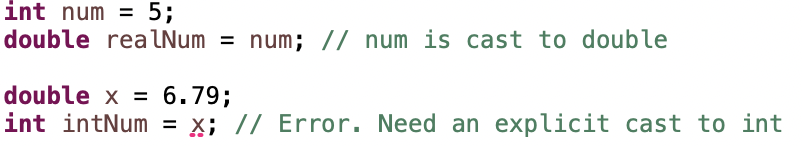 int num = 5;
double realNum = num; // num is cast to double
double x = 6.79;
int intNum = x; // Error. Need an explicit cast to int